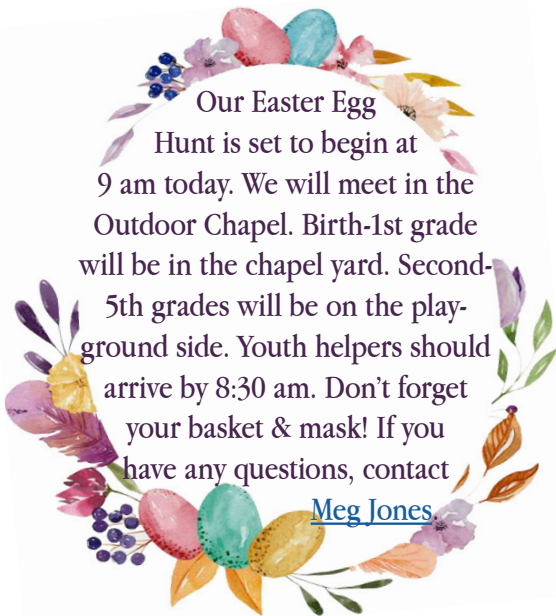 Our Easter Egg
Hunt is set to begin at
9 am today. We will meet in the
Outdoor Chapel. Birth-1st grade
will be in the chapel yard. Second-
5th grades will be on the play-
ground side. Youth helpers should
arrive by 8:30 am. Don’t forget
your basket & mask! If you
have any questions, contact
Meg Jones.